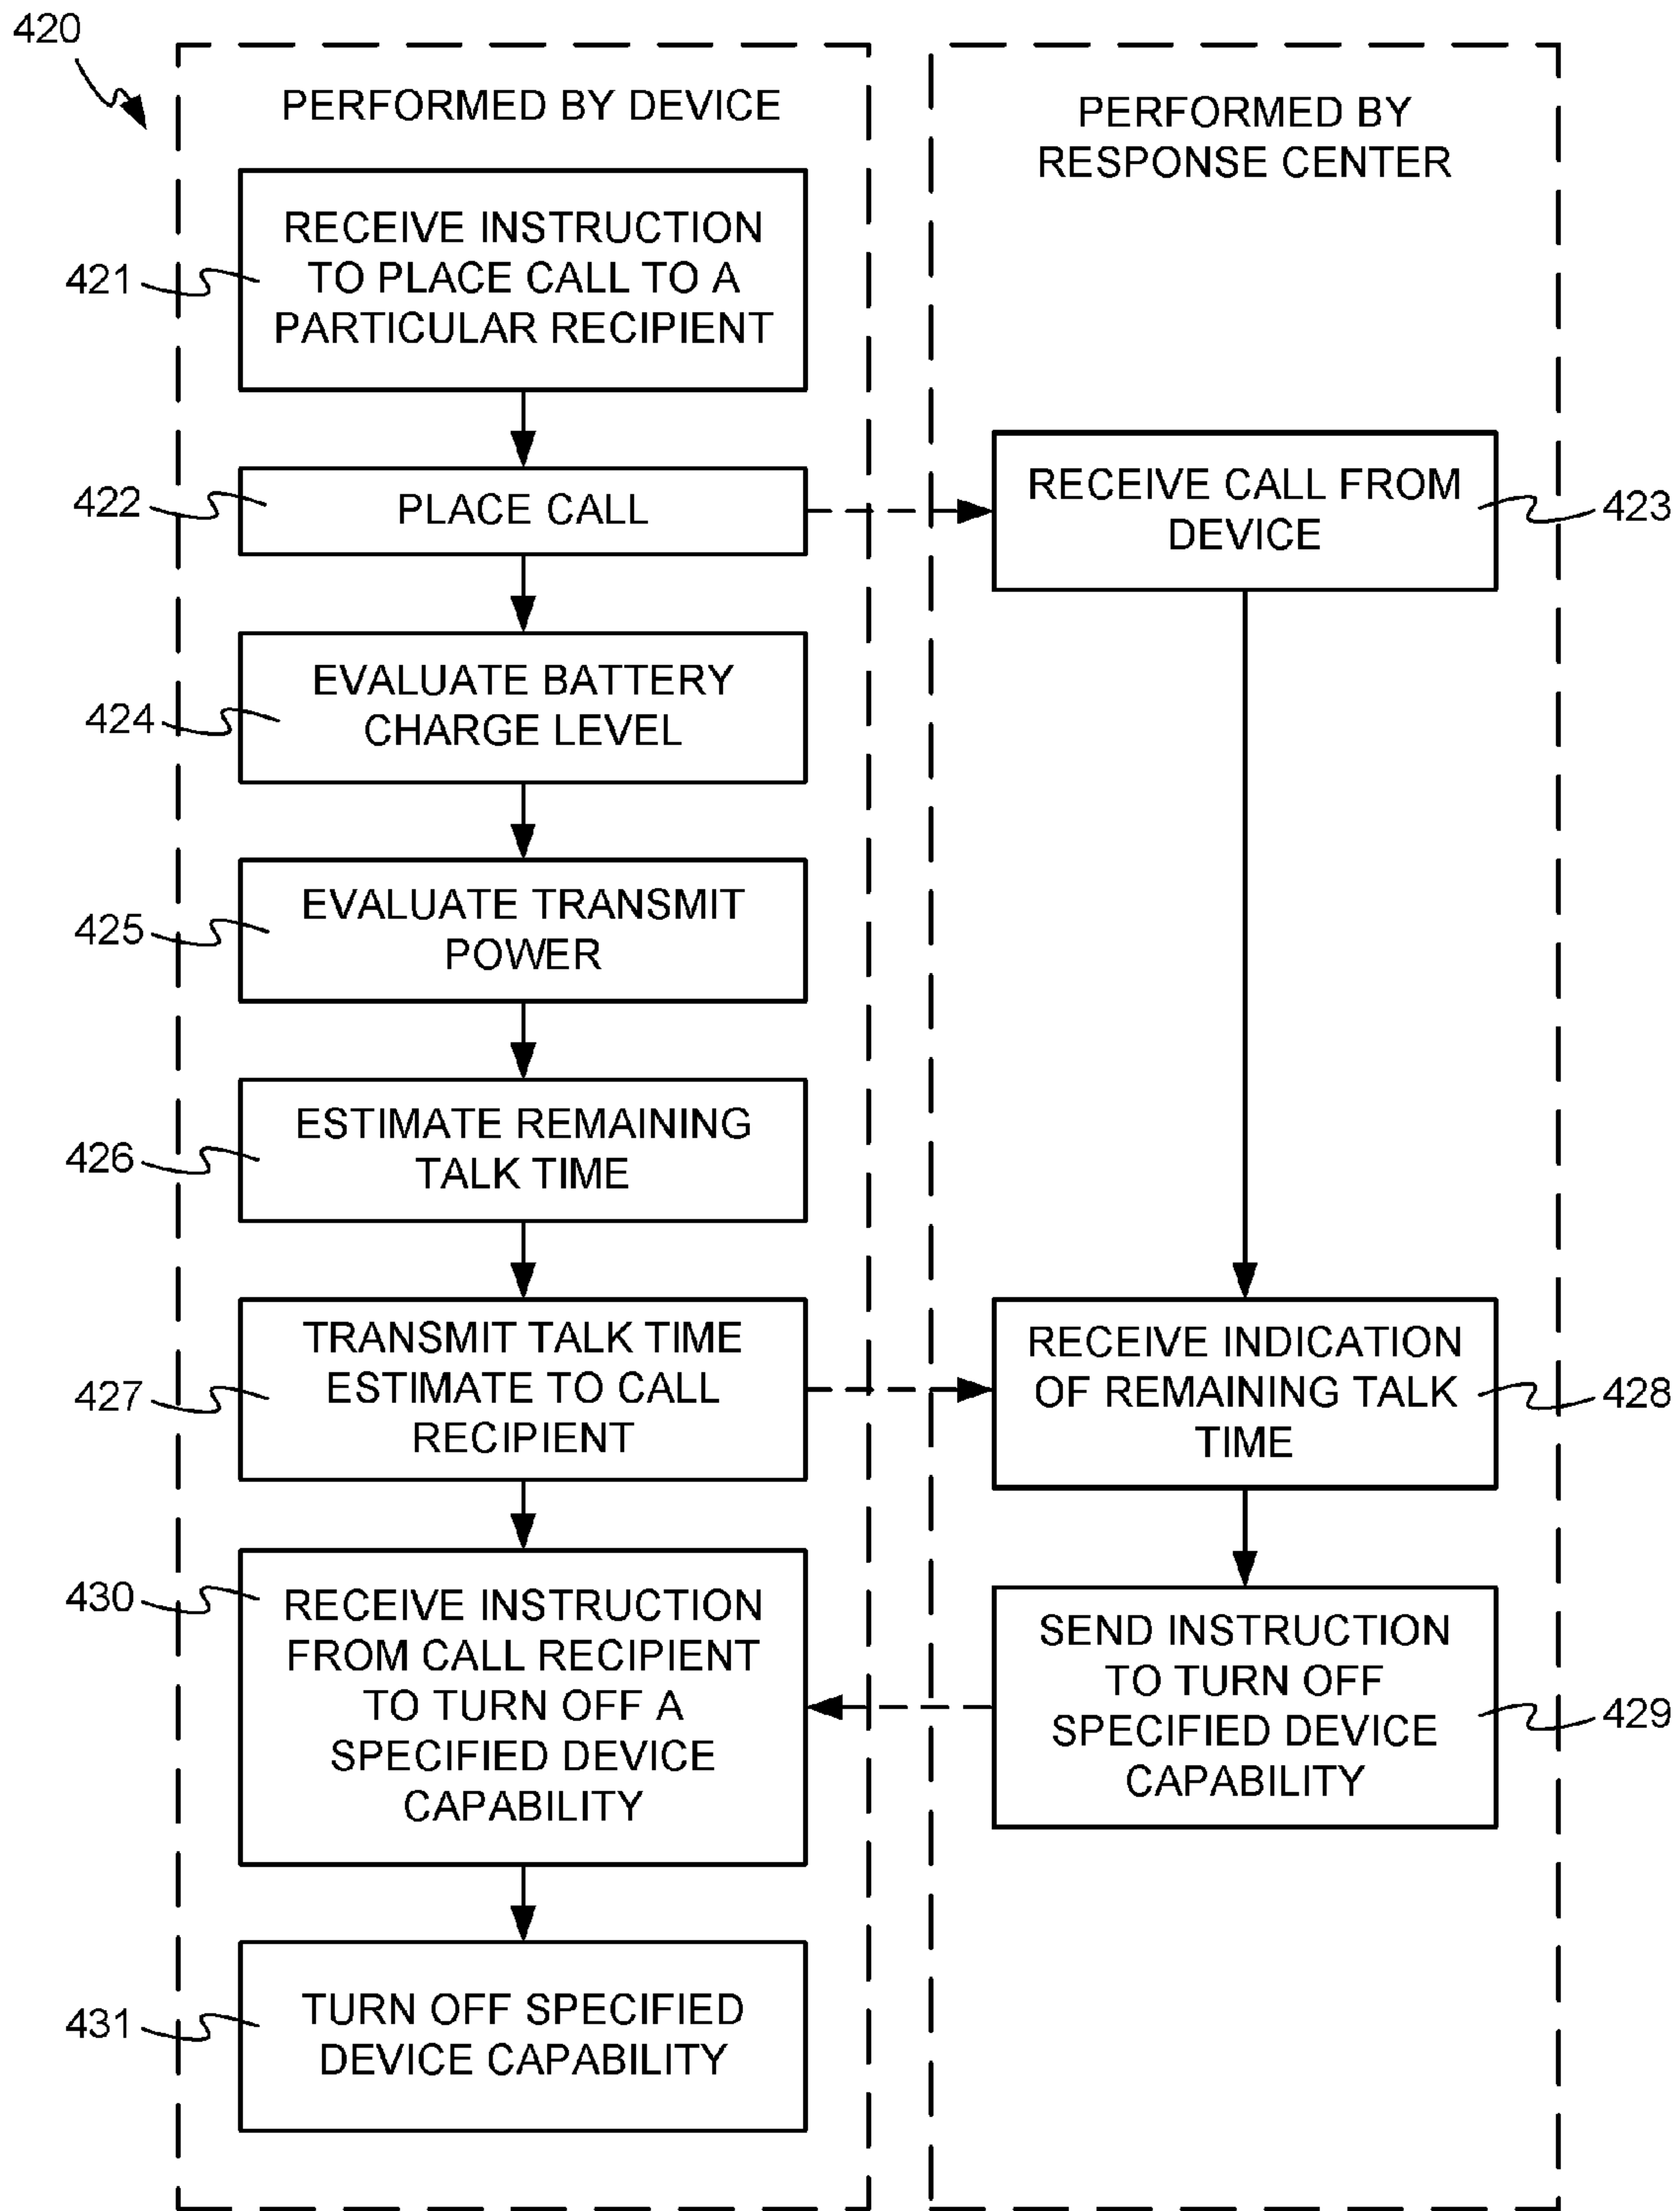 420
PERFORMED BY DEVICE
421
RECEIVE INSTRUCTION
TO PLACE CALL TO A
PARTICULAR RECIPIENT
422
PLACE CALL
424
EVALUATE BATTERY
CHARGE LEVEL
425
EVALUATE TRANSMIT
POWER
426
ESTIMATE REMAINING
TALK TIME
427
TRANSMIT TALK TIME
ESTIMATE TO CALL
RECIPIENT
430
RECEIVE INSTRUCTION
FROM CALL RECIPIENT
TO TURN OFF A
SPECIFIED DEVICE
CAPABILITY
431
TURN OFF SPECIFIED
DEVICE CAPABILITY
PERFORMED BY
RESPONSE CENTER
RECEIVE CALL FROM
DEVICE
423
RECEIVE INDICATION
OF REMAINING TALK
TIME
428
SEND INSTRUCTION
TO TURN OFF
SPECIFIED DEVICE
CAPABILITY
429